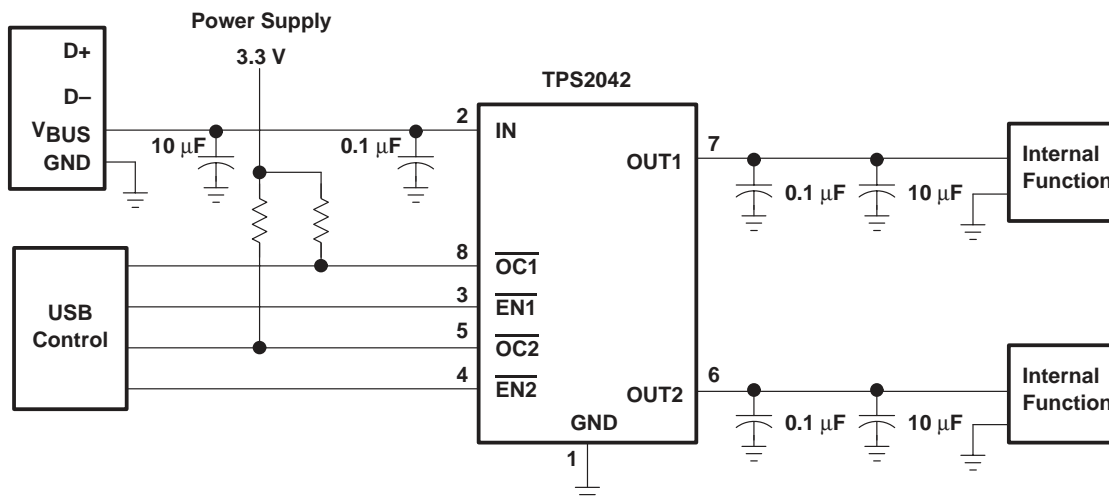 Power Supply
3.3 V
D+
D–
VBUS
GND
10 μF
0.1 μF
TPS2042
2
IN
7
OUT1
0.1 μF
10 μF
Internal
Function
USB
Control
8
OC1
3
EN1
5
OC2
4
EN2
6
OUT2
GND
1
0.1 μF
10 μF
Internal
Function